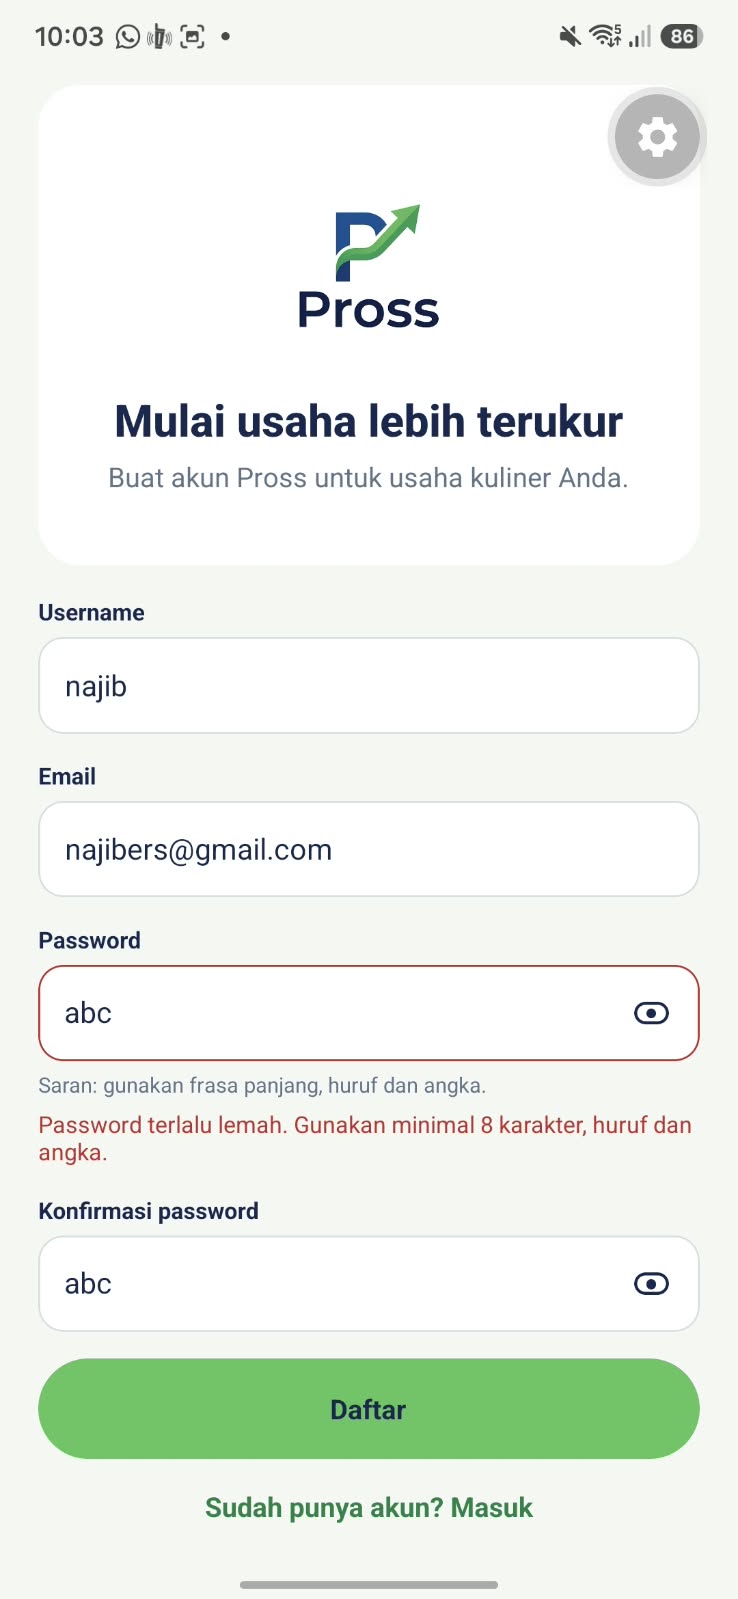 10:03
5
86
Pross
Mulai usaha lebih terukur
Buat akun Pross untuk usaha kuliner Anda.
Username
najib
Email
najibers@gmail.com
Password
abc
Saran: gunakan frasa panjang, huruf dan angka.
Password terlalu lemah. Gunakan minimal 8 karakter, huruf dan
angka.
Konfirmasi password
abc
Daftar
Sudah punya akun? Masuk